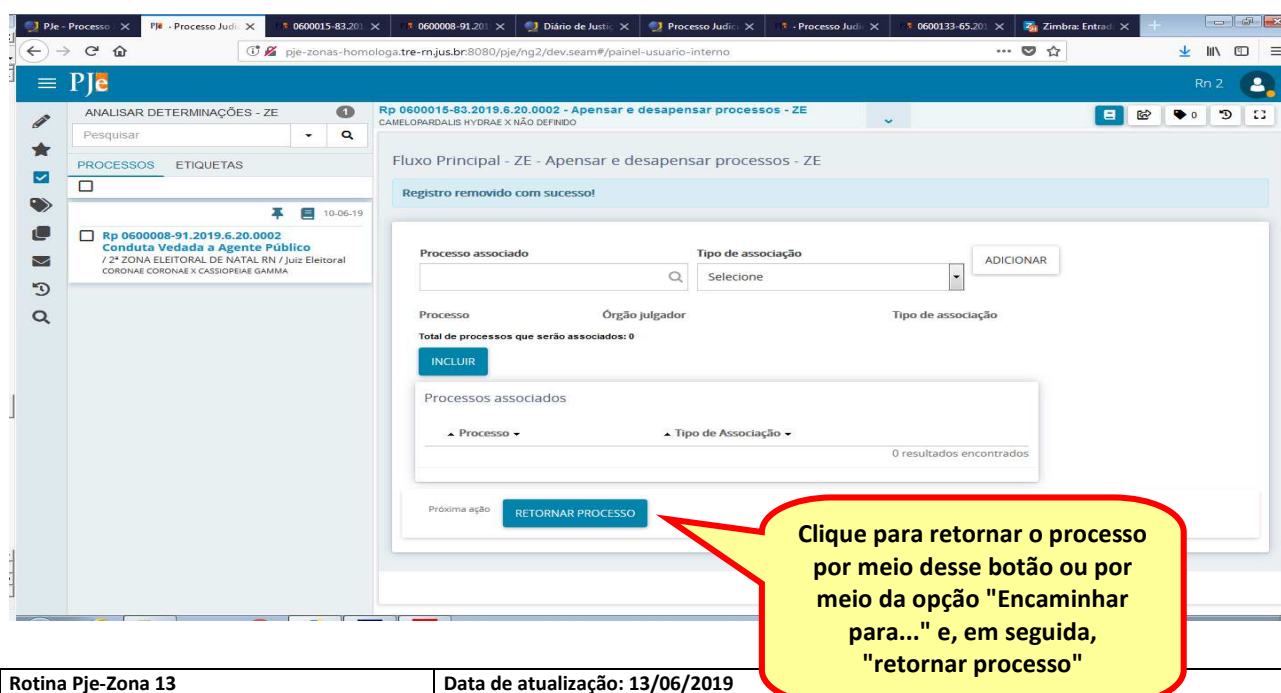 PJe - Processo
PJe - Processo Judi
0600015-83.201
0600008-91.201
Diário de Justiç
Processo Judici
- Processo Judi
0600133-65.201
Zimbra: Entrad
pje-zonas-homologa.tre-rn.jus.br:8080/pje/ng2/dev.seam#/painel-usuario-interno
PJe
Rn 2
ANALISAR DETERMINAÇÕES - ZE 1
Pesquisar
PROCESSOS ETIQUETAS
10-06-19
Rp 0600008-91.2019.6.20.0002
Conduta Vedada a Agente Público
/ 2ª ZONA ELEITORAL DE NATAL RN / Juiz Eleitoral
CORONAE CORONAE X CASSIOPEIAE GAMMA
Rp 0600015-83.2019.6.20.0002 - Apensar e desapensar processos - ZE
CAMELOPARDALIS HYDRAE X NÃO DEFINIDO
0
Fluxo Principal - ZE - Apensar e desapensar processos - ZE
Registro removido com sucesso!
Processo associado Tipo de associação
Selecione
ADICIONAR
Processo Órgão julgador Tipo de associação
Total de processos que serão associados: 0
INCLUIR
Processos associados
Processo Tipo de Associação
0 resultados encontrados
Próxima ação RETORNAR PROCESSO
Clique para retornar o processo
por meio desse botão ou por
meio da opção "Encaminhar
para..." e, em seguida,
"retornar processo"
Rotina Pje-Zona 13 Data de atualização: 13/06/2019